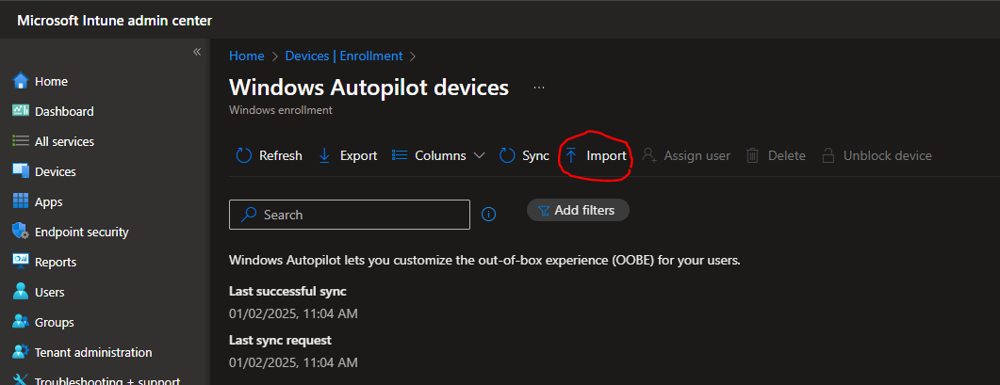 Microsoft Intune admin center
«
Home
Dashboard
All services
Devices
Apps
Endpoint security
Reports
Users
Groups
Tenant administration
Troubleshooting + support
Home > Devices | Enrollment >
Windows Autopilot devices ...
Windows enrollment
Refresh Export Columns Sync Import Assign user Delete Unblock device
Search Add filters
Windows Autopilot lets you customize the out-of-box experience (OOBE) for your users.
Last successful sync
01/02/2025, 11:04 AM
Last sync request
01/02/2025, 11:04 AM